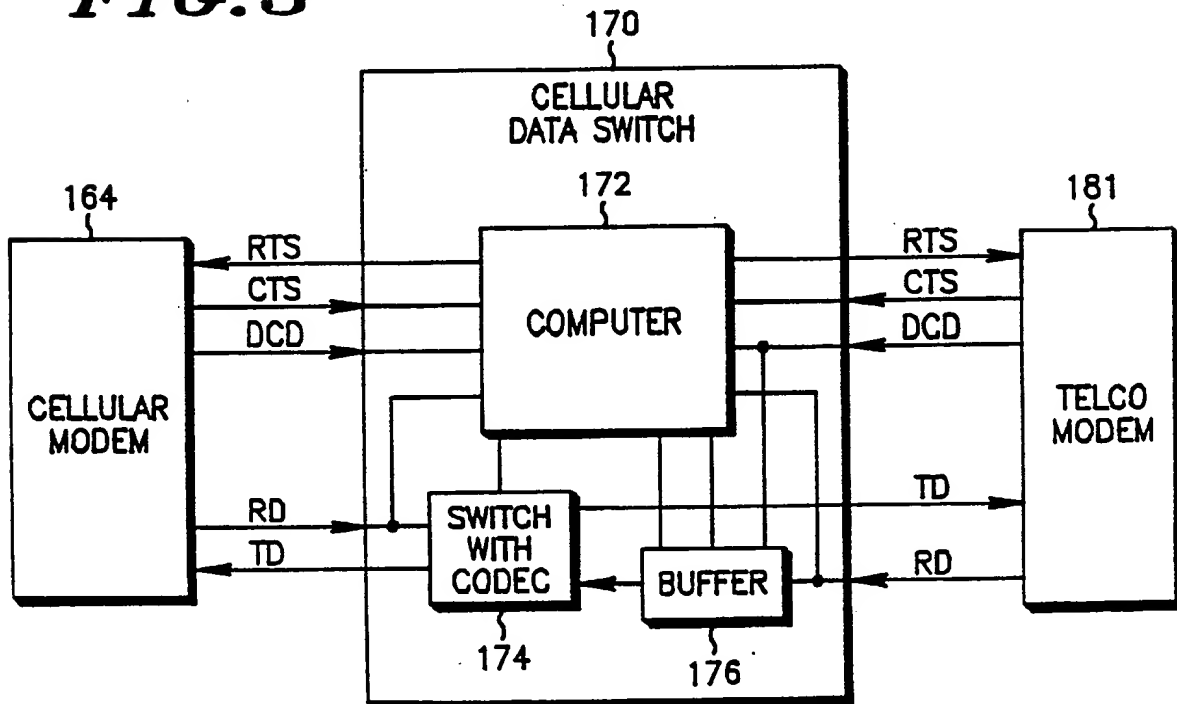 FIG.3
170
CELLULAR
DATA SWITCH
164
172
181
RTS
CTS
DCD
COMPUTER
RTS
CTS
DCD
CELLULAR
MODEM
TELCO
MODEM
RD
TD
SWITCH
WITH
CODEC
BUFFER
TD
RD
174
176